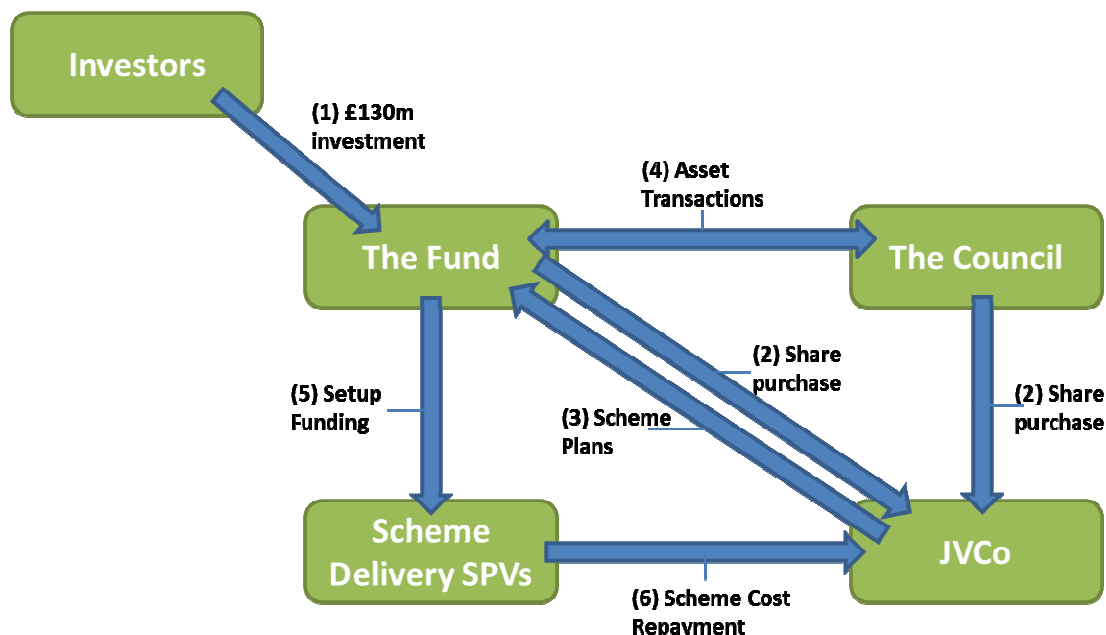 Investors
(1) £130m
investment
(4) Asset
Transactions
The Fund
The Council
(2) Share
purchase
(5) Setup
Funding
(3) Scheme
Plans
(2) Share
purchase
Scheme
Delivery SPVs
JVCo
(6) Scheme Cost
Repayment